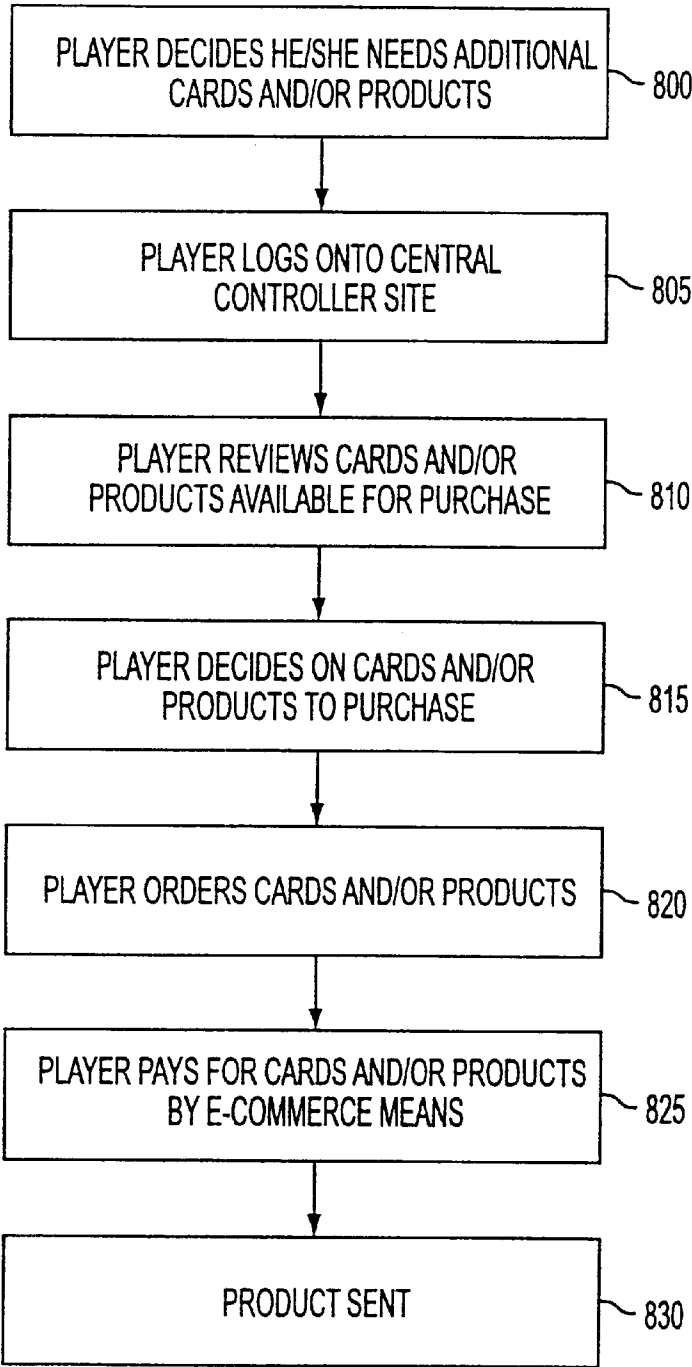 PLAYER DECIDES HE/SHE NEEDS ADDITIONAL
CARDS AND/OR PRODUCTS
800
PLAYER LOGS ONTO CENTRAL
CONTROLLER SITE
805
PLAYER REVIEWS CARDS AND/OR
PRODUCTS AVAILABLE FOR PURCHASE
810
PLAYER DECIDES ON CARDS AND/OR
PRODUCTS TO PURCHASE
815
PLAYER ORDERS CARDS AND/OR PRODUCTS
820
PLAYER PAYS FOR CARDS AND/OR PRODUCTS
BY E-COMMERCE MEANS
825
PRODUCT SENT
830